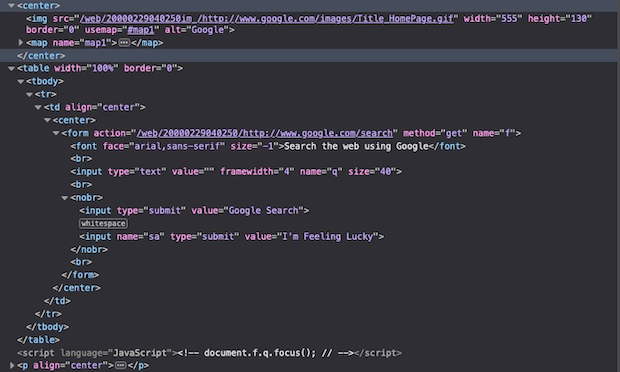 <center>
<img src="/web/20000229040250im_/http://www.google.com/images/Title_HomePage.gif" width="555" height="130"
border="0" usemap="#map1" alt="Google">
<map name="map1">…</map>
</center>
<table width="100%" border="0">
<tbody>
<tr>
<td align="center">
<center>
<form action="/web/20000229040250/http://www.google.com/search" method="get" name="f">
<font face="arial,sans-serif" size="-1">Search the web using Google</font>
<br>
<input type="text" value="" framewidth="4" name="q" size="40">
<br>
<nobr>
<input type="submit" value="Google Search">
whitespace
<input name="sa" type="submit" value="I'm Feeling Lucky">
</nobr>
<br>
</form>
</center>
</td>
</tr>
</tbody>
</table>
<script language="JavaScript"><!-- document.f.q.focus(); // --></script>
<p align="center">…</p>